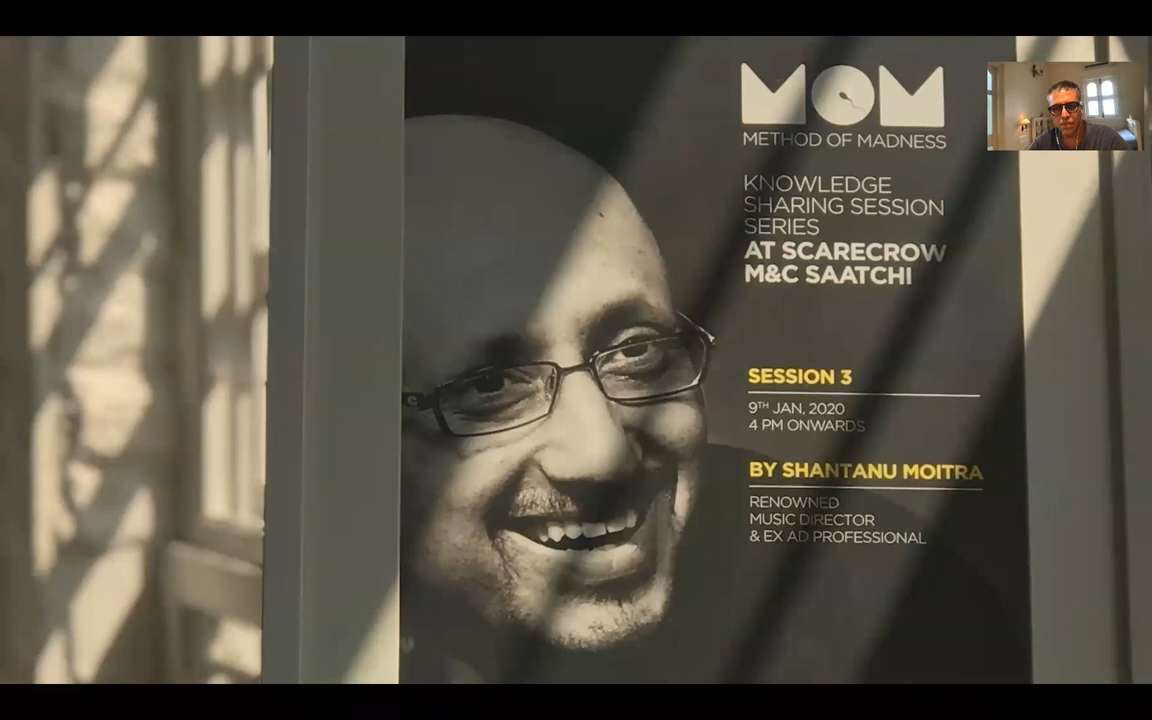 MOM
METHOD OF MADNESS
KNOWLEDGE
SHARING SESSION
SERIES
AT SCARECROW
M&C SAATCHI
SESSION 3
9TH JAN, 2020
4 PM ONWARDS
BY SHANTANU MOITRA
RENOWNED
MUSIC DIRECTOR
& EX AD PROFESSIONAL